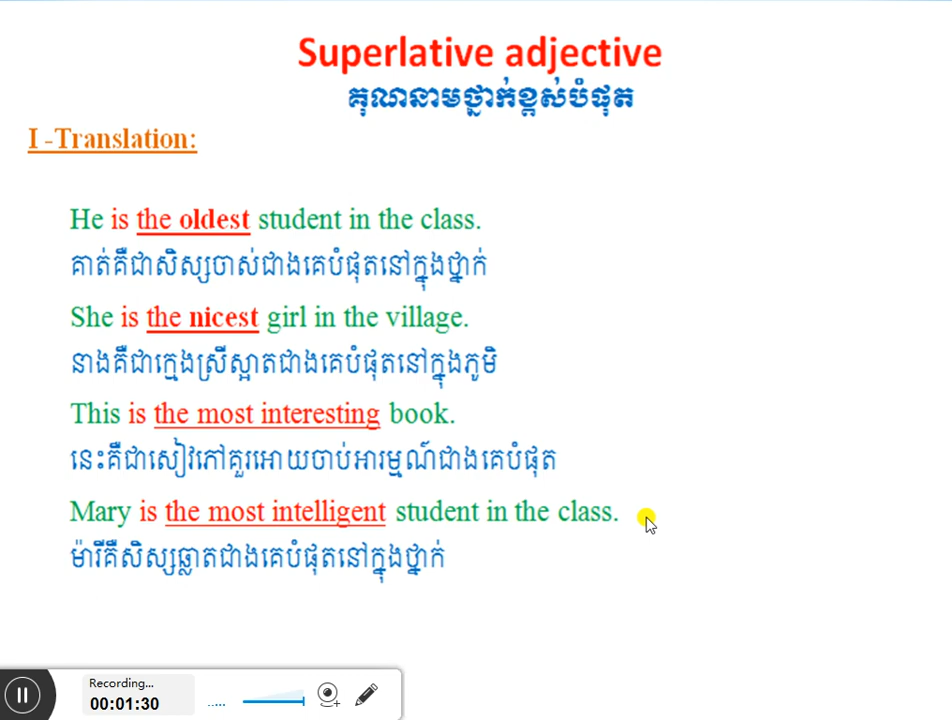 Superlative adjective
គុណនាមថ្នាក់ខ្ពស់បំផុត
I -Translation:
He is the oldest student in the class.
គាត់គឺជាសិស្សចាស់ជាងគេបំផុតនៅក្នុងថ្នាក់
She is the nicest girl in the village.
នាងគឺជាក្មេងស្រីស្អាតជាងគេបំផុតនៅក្នុងភូមិ
This is the most interesting book.
នេះគឺជាសៀវភៅគួរអោយចាប់អារម្មណ៍ជាងគេបំផុត
Mary is the most intelligent student in the class.
ម៉ារីគឺសិស្សឆ្លាតជាងគេបំផុតនៅក្នុងថ្នាក់
Recording...
00:01:30